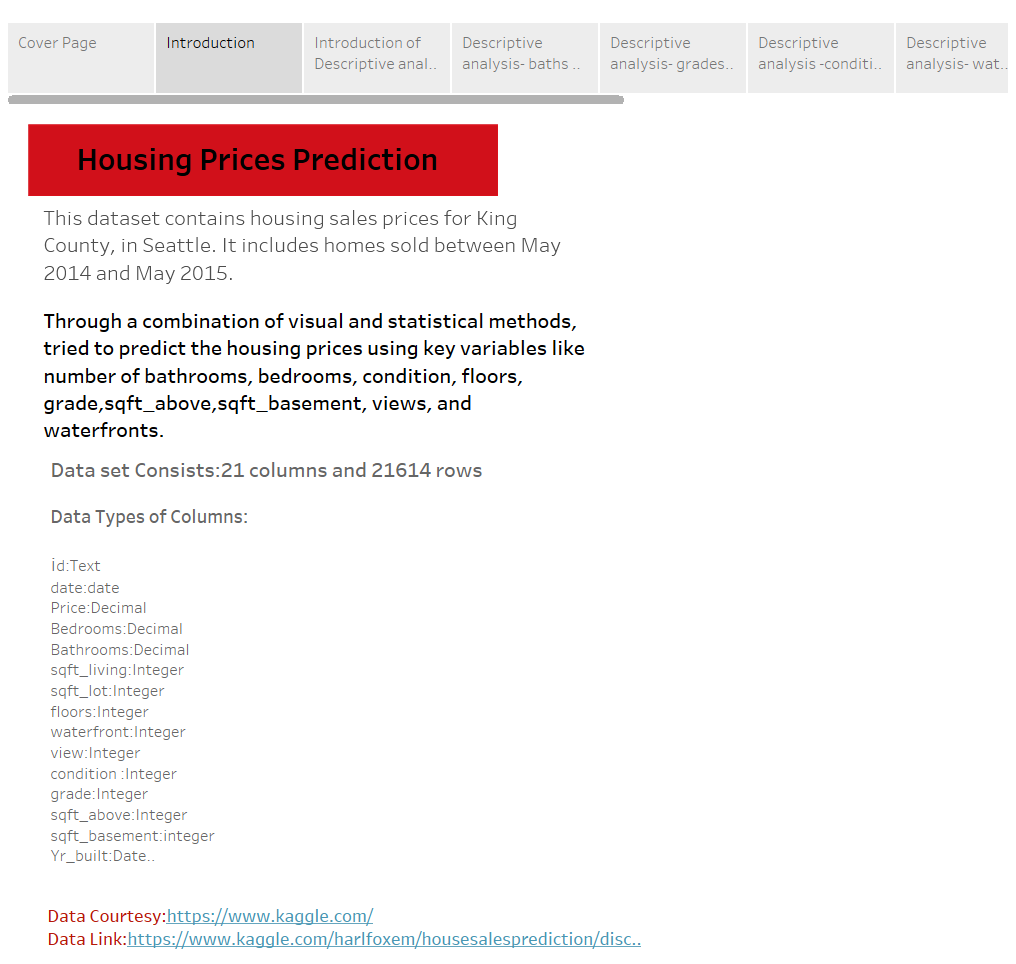 Cover Page
Introduction
Introduction of
Descriptive anal..
Descriptive
analysis- baths ..
Descriptive
analysis- grades..
Descriptive
analysis -conditi..
Descriptive
analysis- wat..
Housing Prices Prediction
This dataset contains housing sales prices for King
County, in Seattle. It includes homes sold between May
2014 and May 2015.
Through a combination of visual and statistical methods,
tried to predict the housing prices using key variables like
number of bathrooms, bedrooms, condition, floors,
grade,sqft_above,sqft_basement, views, and
waterfronts.
Data set Consists:21 columns and 21614 rows
Data Types of Columns:
id:Text
date:date
Price:Decimal
Bedrooms:Decimal
Bathrooms:Decimal
sqft_living:Integer
sqft_lot:Integer
floors:Integer
waterfront:Integer
view:Integer
condition :Integer
grade:Integer
sqft_above:Integer
sqft_basement:integer
Yr_built:Date..
Data Courtesy:https://www.kaggle.com/
Data Link:https://www.kaggle.com/harlfoxem/housesalesprediction/disc..